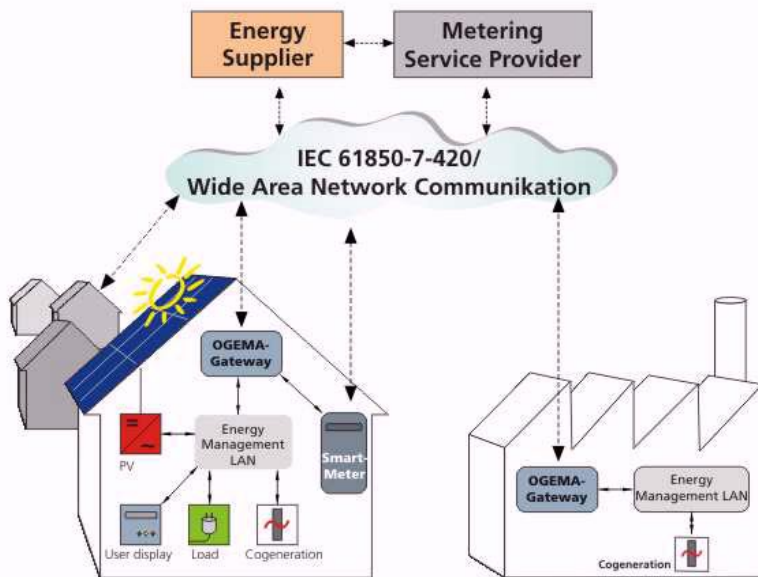 Energy
Supplier
Metering
Service Provider
IEC 61850-7-420/
Wide Area Network Communikation
OGEMA-
Gateway
Energy
Management
LAN
PV
Smart-
Meter
User display
Load
Cogeneration
OGEMA-
Gateway
Energy
Management LAN
Cogeneration